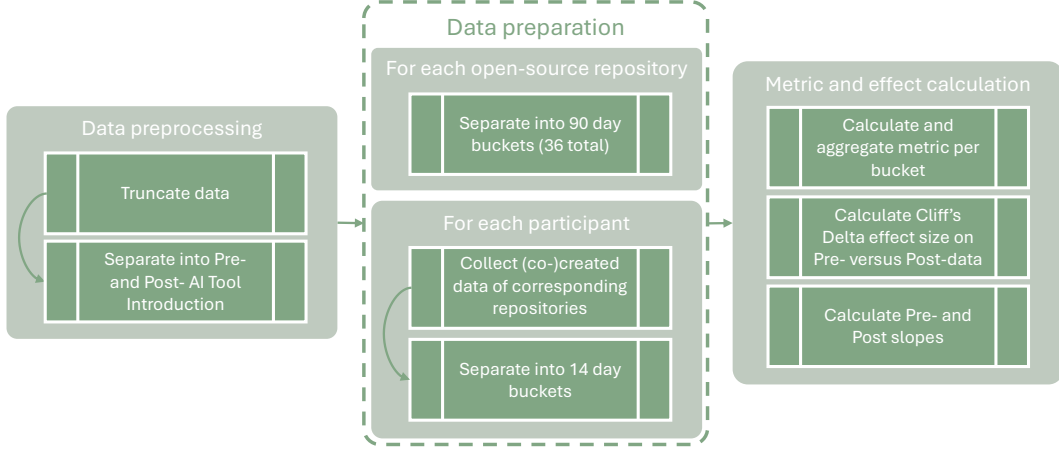 Data preprocessing
Truncate data
Separate into Pre-
and Post- AI Tool
Introduction
Data preparation
For each open-source repository
Separate into 90 day
buckets (36 total)
For each participant
Collect (co-)created
data of corresponding
repositories
Separate into 14 day
buckets
Metric and effect calculation
Calculate and
aggregate metric per
bucket
Calculate Cliff's
Delta effect size on
Pre- versus Post-data
Calculate Pre- and
Post slopes